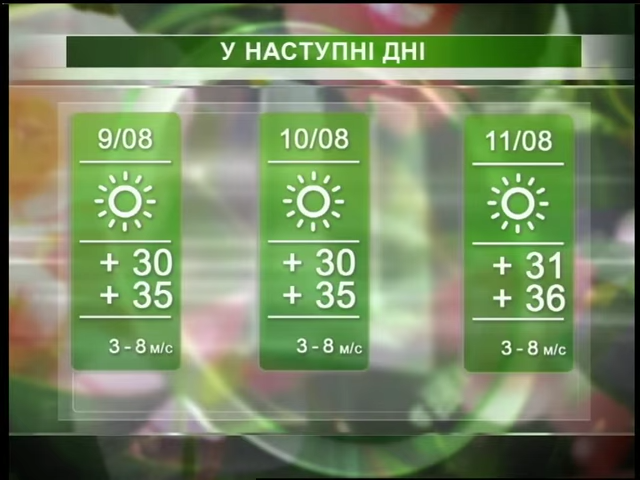 У НАСТУПНІ ДНІ
9/08
+ 30
+ 35
3 - 8 м/с
10/08
+ 30
+ 35
3 - 8 м/с
11/08
+ 31
+ 36
3 - 8 м/с